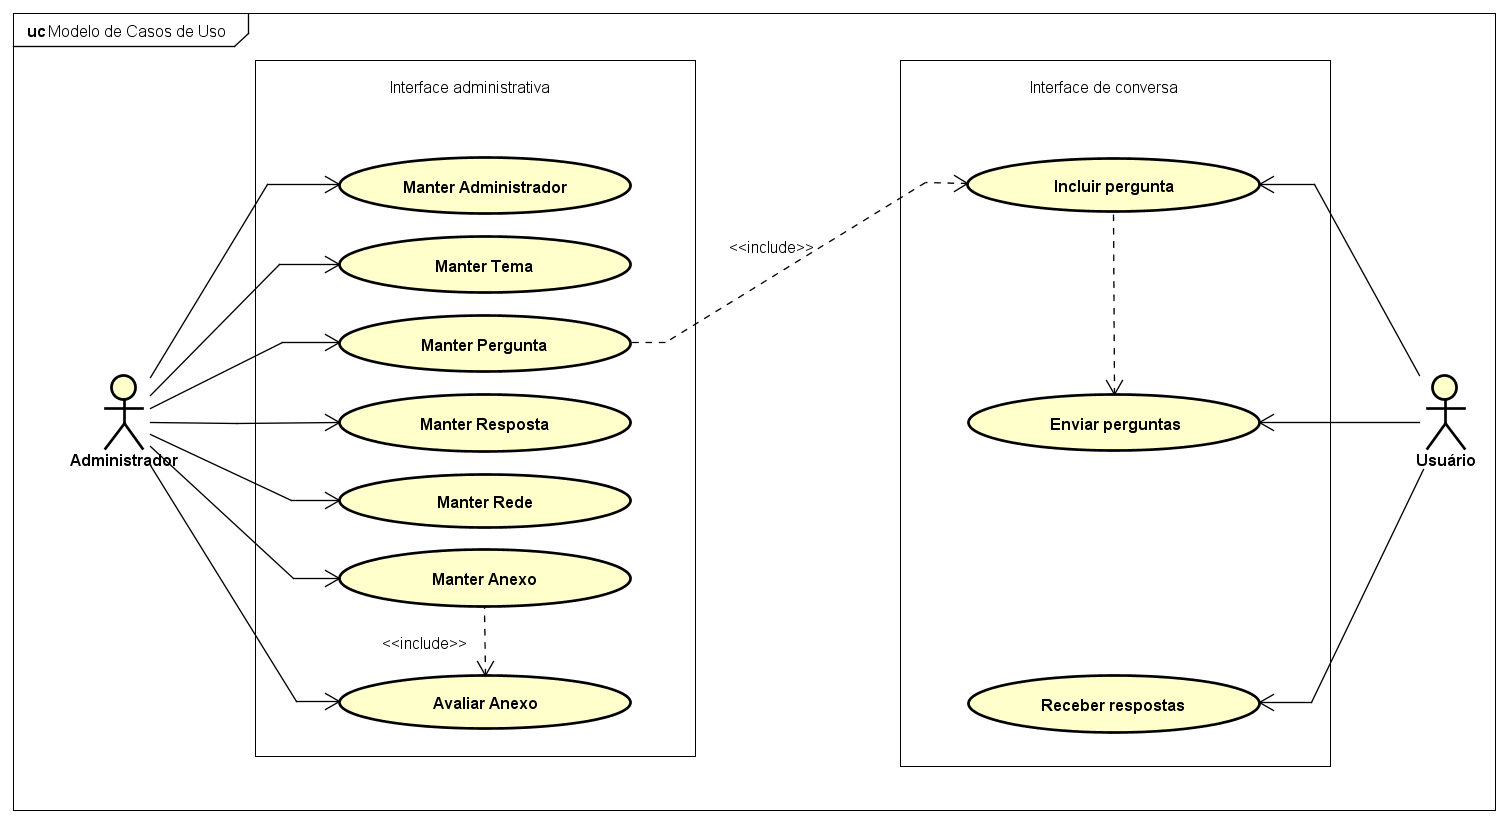 uc Modelo de Casos de Uso
Interface administrativa
Interface de conversa
Manter Administrador
Incluir pergunta
<<include>>
Manter Tema
Manter Pergunta
Manter Resposta
Enviar perguntas
Administrador
Usuário
Manter Rede
Manter Anexo
<<include>>
Avaliar Anexo
Receber respostas